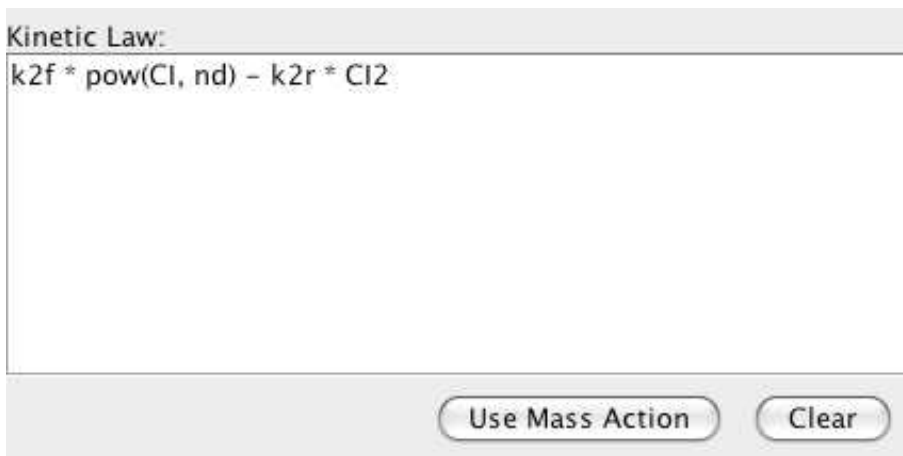 Kinetic Law:
k2f * pow(CI, nd) - k2r * CI2
Use Mass Action
Clear